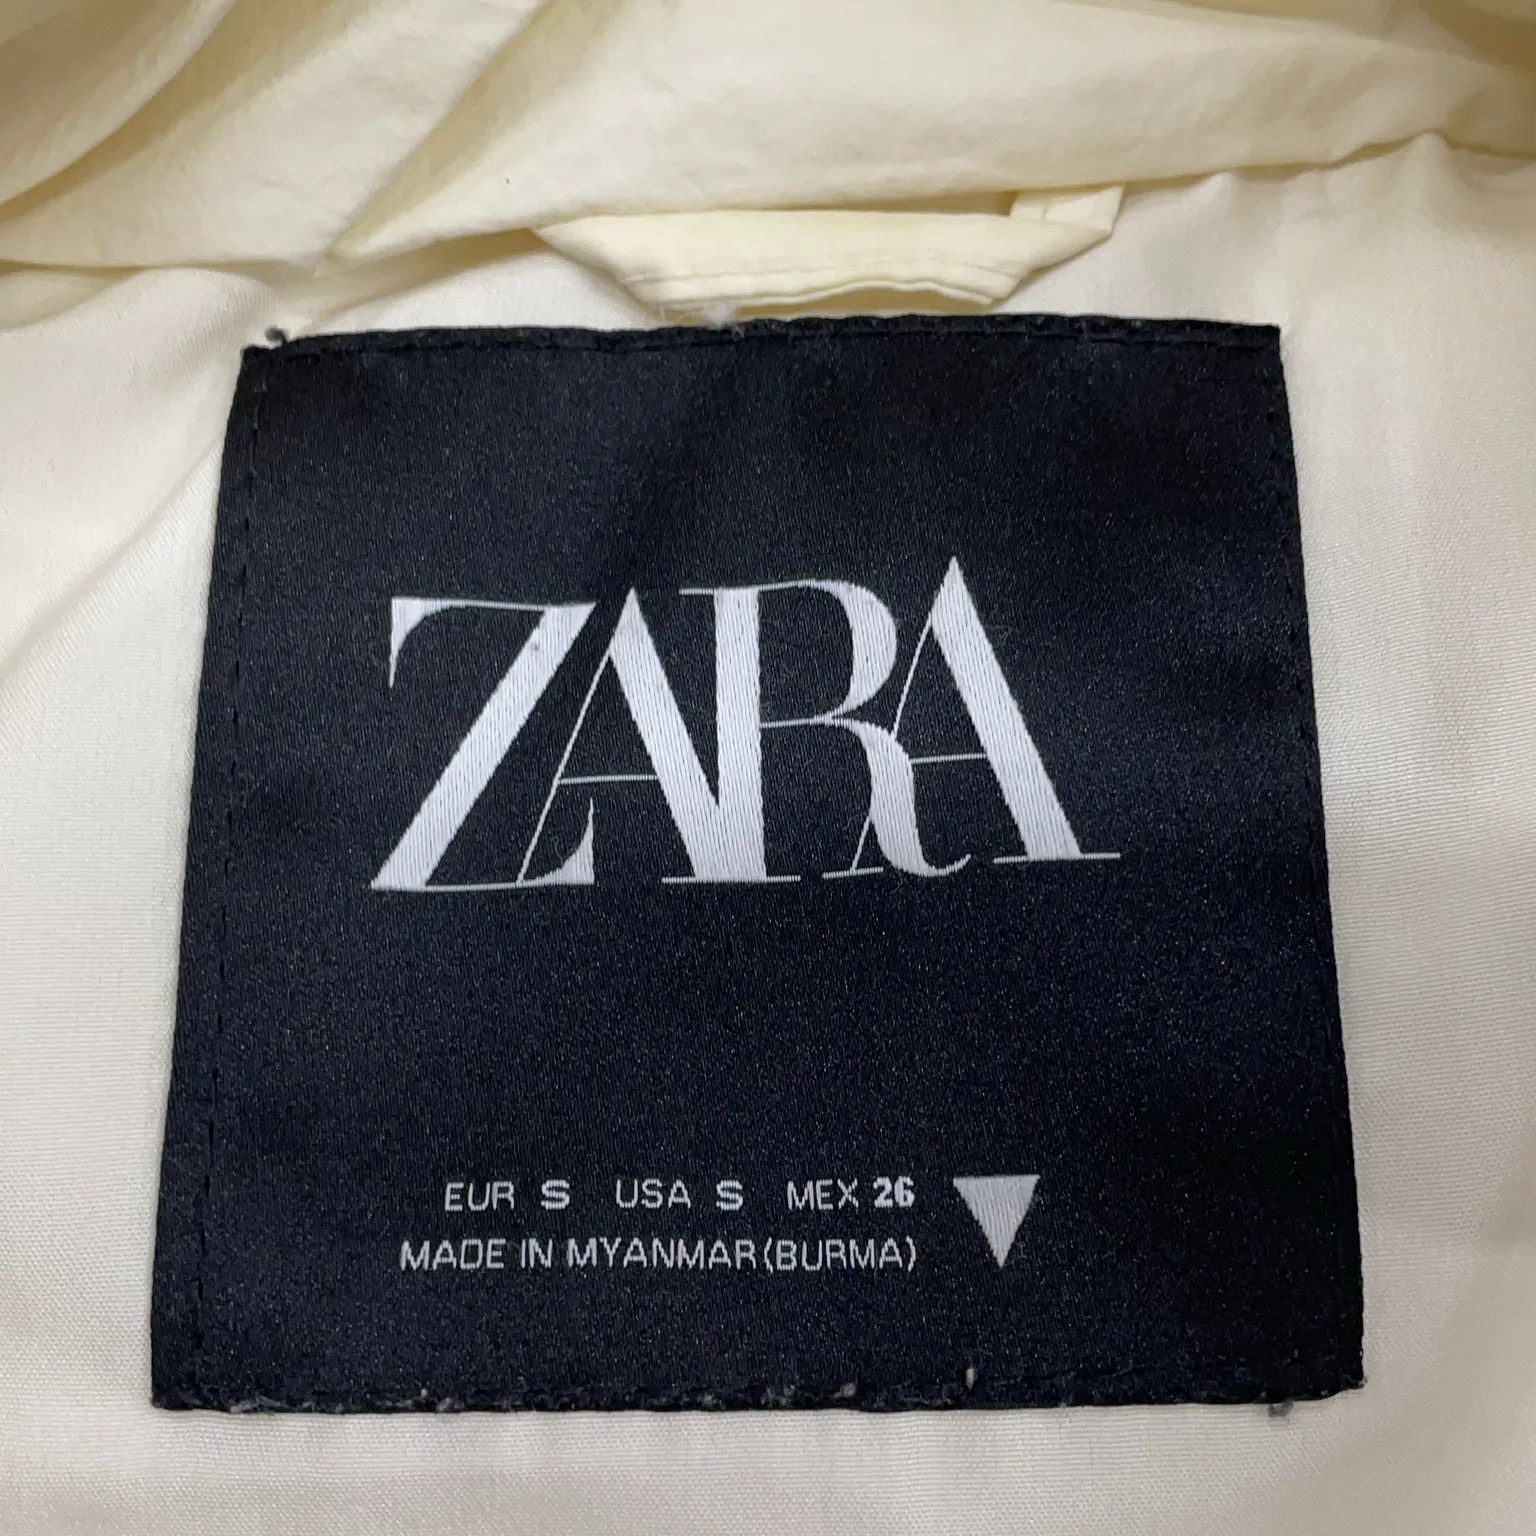 ZARA
EUR S USA S MEX 26
MADE IN MYANMAR(BURMA)